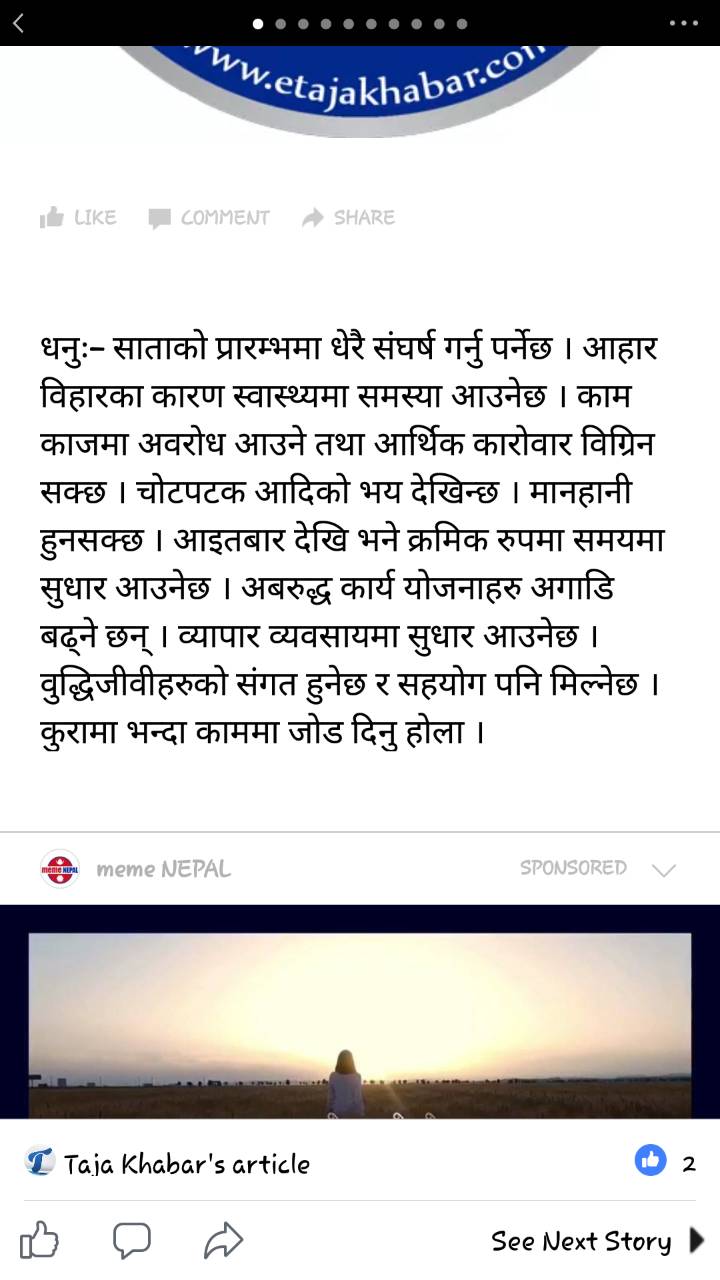 www.etajakhabar.com
LIKE COMMENT SHARE
धनुः– साताको प्रारम्भमा धेरै संघर्ष गर्नु पर्नेछ । आहार
विहारका कारण स्वास्थ्यमा समस्या आउनेछ । काम
काजमा अवरोध आउने तथा आर्थिक कारोवार विग्रिन
सक्छ । चोटपटक आदिको भय देखिन्छ । मानहानी
हुनसक्छ । आइतबार देखि भने क्रमिक रुपमा समयमा
सुधार आउनेछ । अबरुद्ध कार्य योजनाहरु अगाडि
बढ्ने छन् । व्यापार व्यवसायमा सुधार आउनेछ ।
वुद्धिजीवीहरुको संगत हुनेछ र सहयोग पनि मिल्नेछ ।
कुरामा भन्दा काममा जोड दिनु होला ।
meme NEPAL SPONSORED
Taja Khabar's article 2
See Next Story